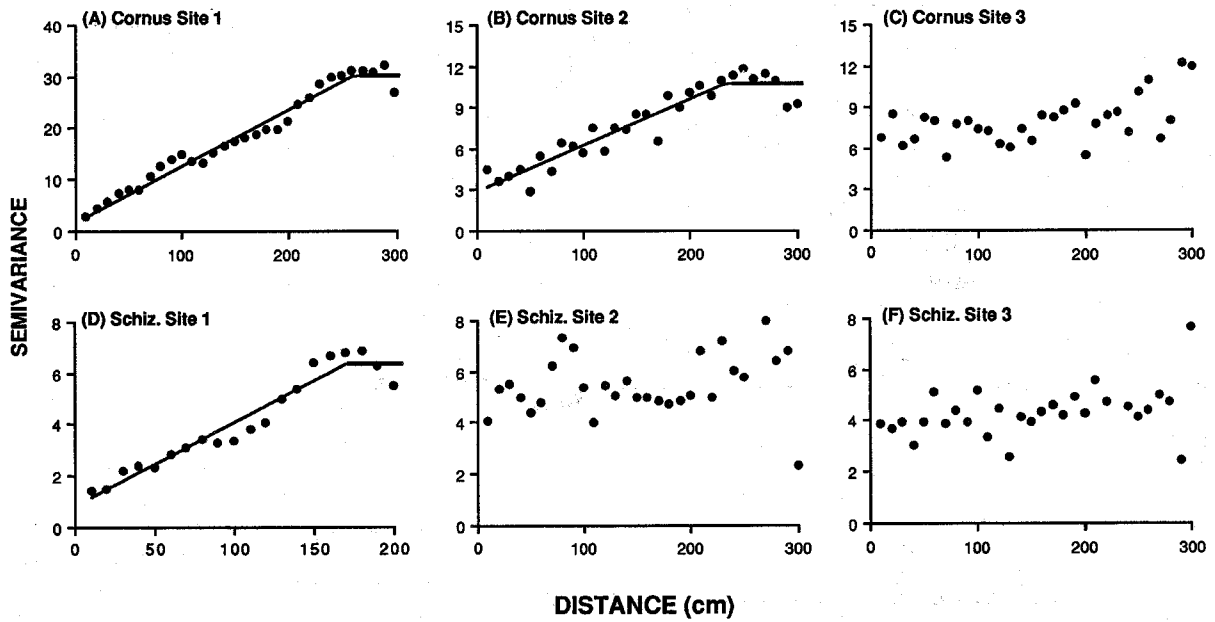 (A) Cornus Site 1
40
30
20
10
0
0 100 200 300
(B) Cornus Site 2
15
12
9
6
3
0
0 100 200 300
(C) Cornus Site 3
15
12
9
6
3
0
0 100 200 300
SEMIVARIANCE
(D) Schiz. Site 1
8
6
4
2
0
0 50 100 150 200
(E) Schiz. Site 2
8
6
4
2
0
0 100 200 300
(F) Schiz. Site 3
8
6
4
2
0
0 100 200 300
DISTANCE (cm)